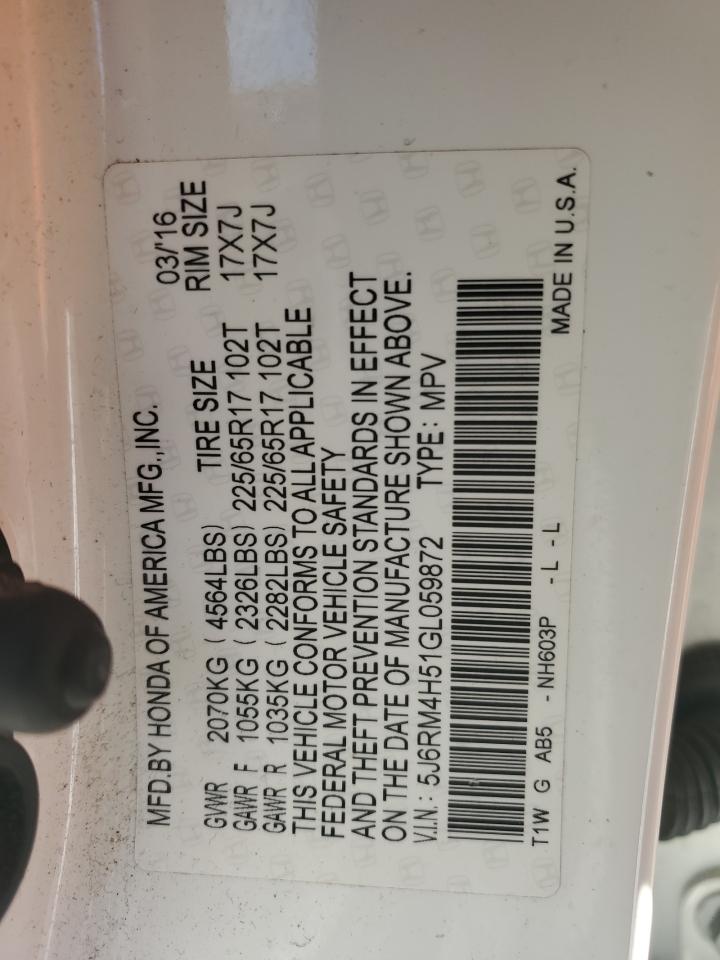 MFD.BY HONDA OF AMERICA MFG.,INC. 03/'16
GVWR 2070KG ( 4564LBS) TIRE SIZE RIM SIZE
GAWR F 1055KG ( 2326LBS) 225/65R17 102T 17X7J
GAWR R 1035KG ( 2282LBS) 225/65R17 102T 17X7J
THIS VEHICLE CONFORMS TO ALL APPLICABLE
FEDERAL MOTOR VEHICLE SAFETY
AND THEFT PREVENTION STANDARDS IN EFFECT
ON THE DATE OF MANUFACTURE SHOWN ABOVE.
V.I.N.: 5J6RM4H51GL059872 TYPE: MPV
T1W G AB5 - NH603P - L - L MADE IN U.S.A.